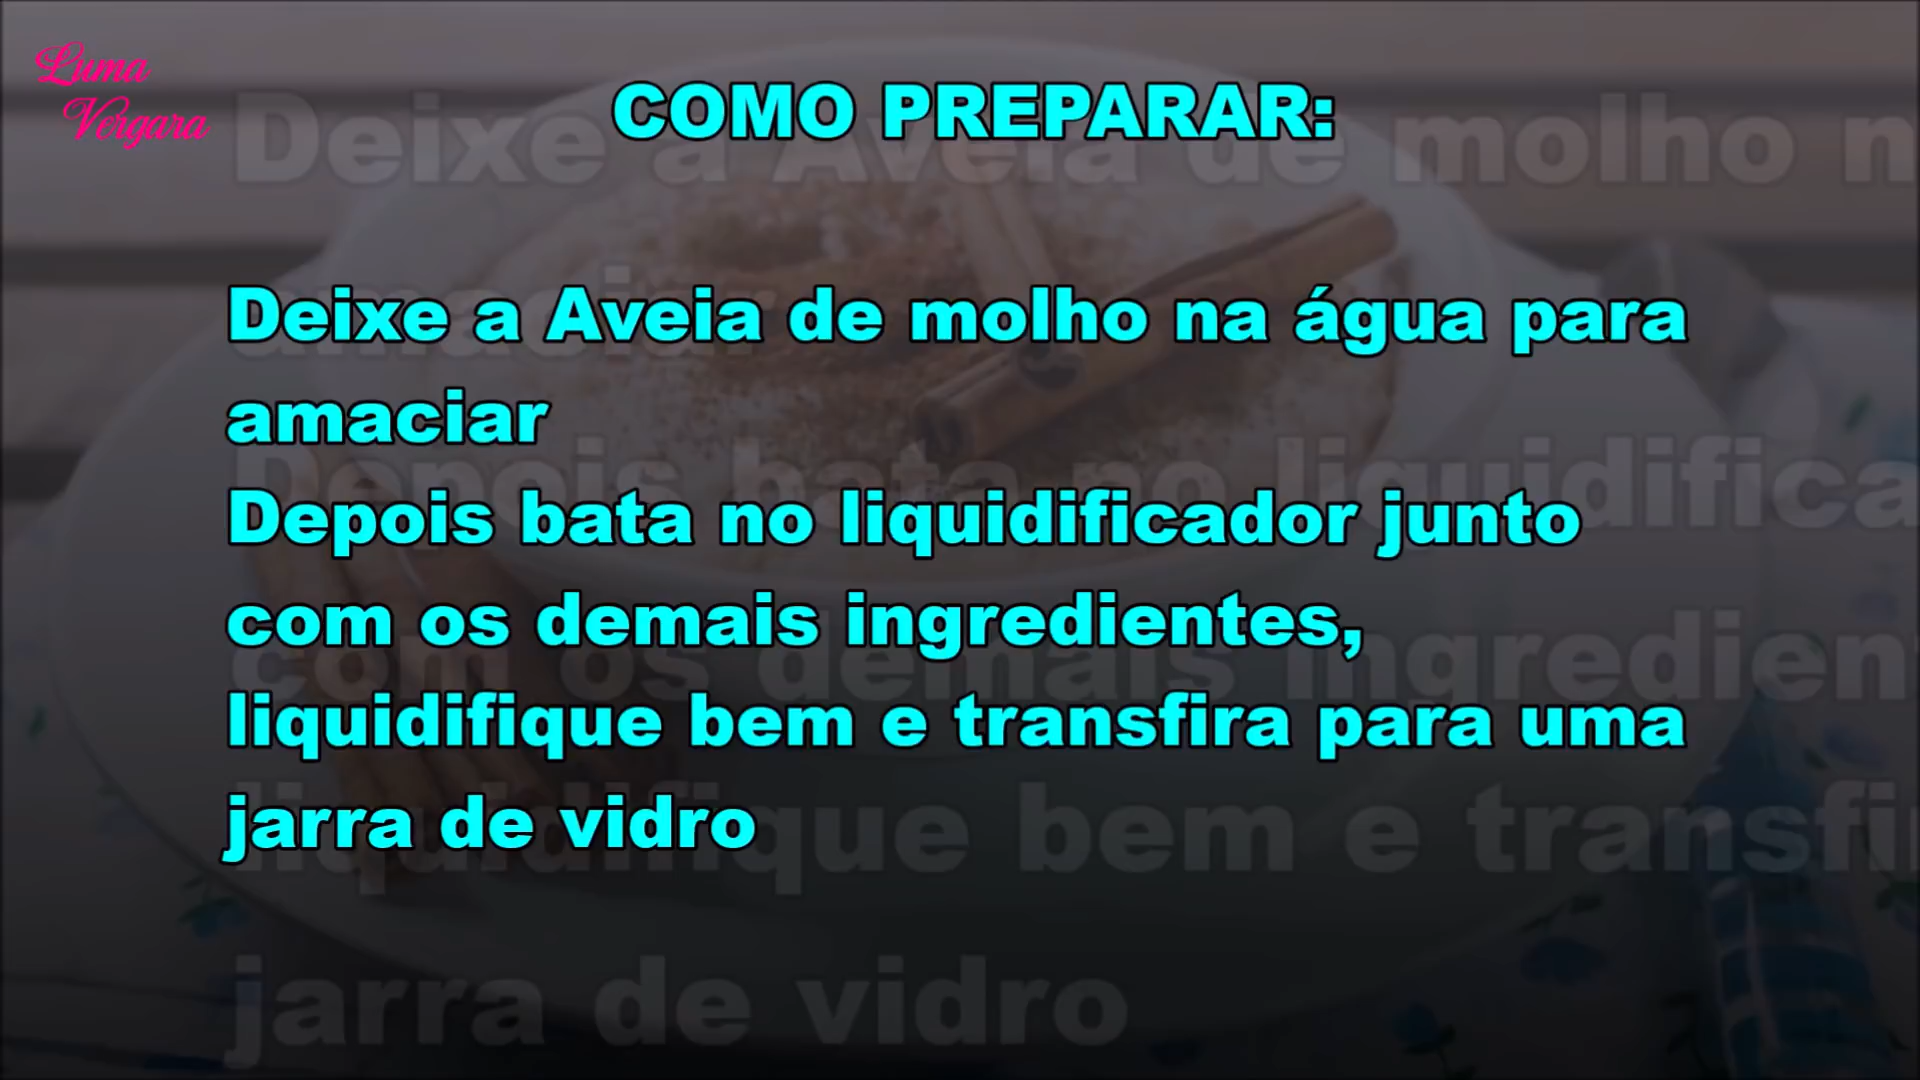 Luma
Vergara
COMO PREPARAR:
Deixe a Aveia de molho na água para
amaciar
Depois bata no liquidificador junto
com os demais ingredientes,
liquidifique bem e transfira para uma
jarra de vidro